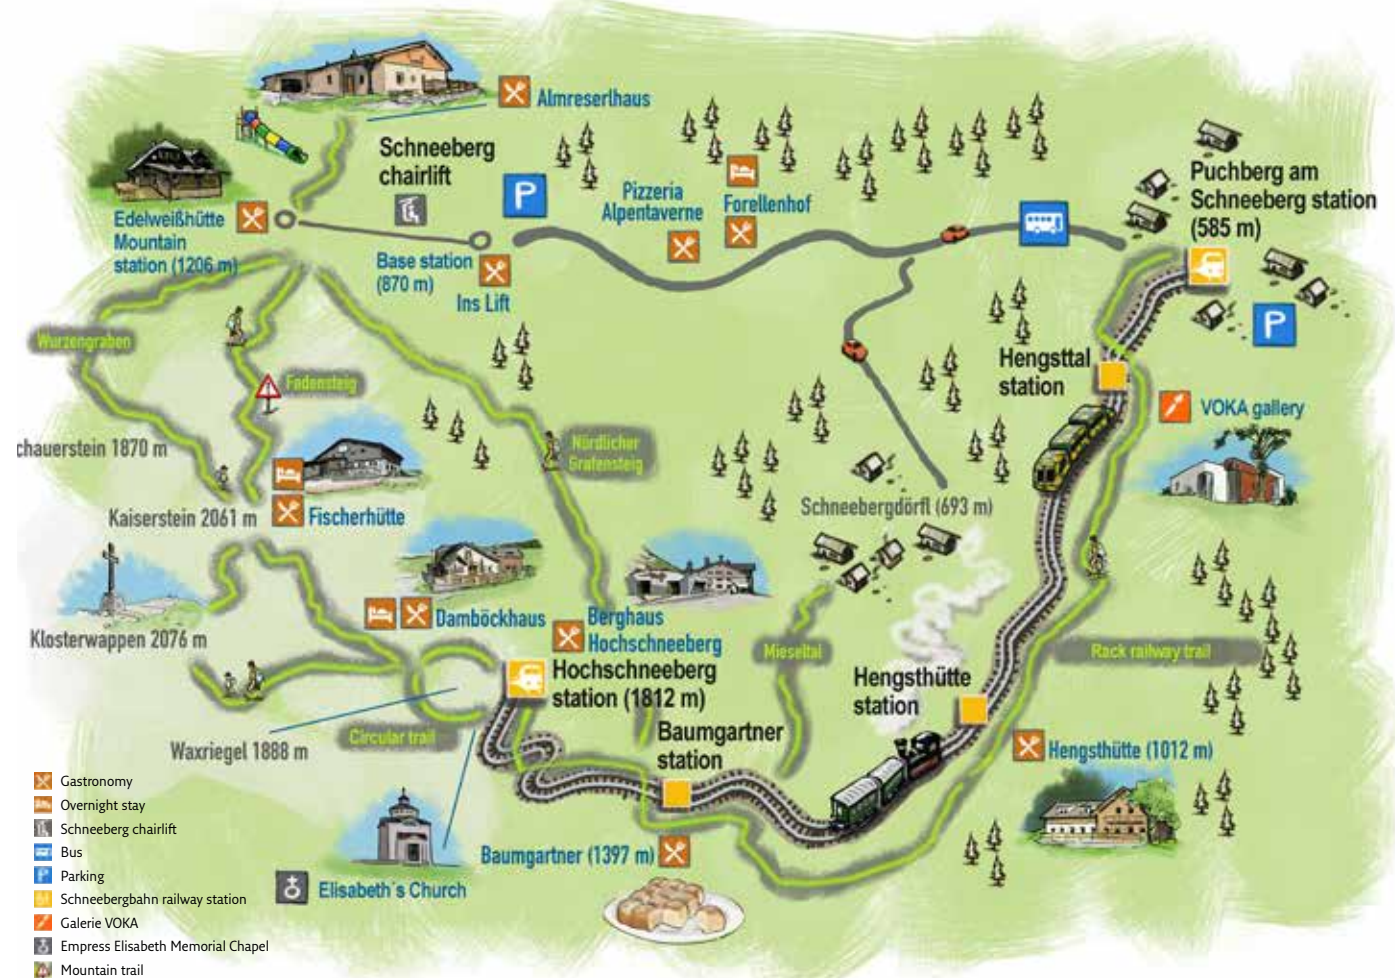 Almreserlhaus
Schneeberg
chairlift
P
Pizzeria
Alpentaverne
Forellenhof
Puchberg am
Schneeberg station
(585 m)
Edelweißhütte
Mountain
station (1206 m)
Base station
(870 m)
Ins Lift
P
Wurzengraben
Fadensteig
Hengsttal
station
VOKA gallery
Nördlicher
Grafensteig
chauerstein 1870 m
Kaiserstein 2061 m
Fischerhütte
Schneebergdörfl (693 m)
Damböckhaus
Berghaus
Hochschneeberg
Klosterwappen 2076 m
Mieseltal
Rack railway trail
Hochschneeberg
station (1812 m)
Hengsthütte
station
Waxriegel 1888 m
Circular trail
Baumgartner
station
Hengsthütte (1012 m)
Baumgartner (1397 m)
Elisabeth´s Church
Gastronomy
Overnight stay
Schneeberg chairlift
Bus
P Parking
Schneebergbahn railway station
Galerie VOKA
Empress Elisabeth Memorial Chapel
Mountain trail